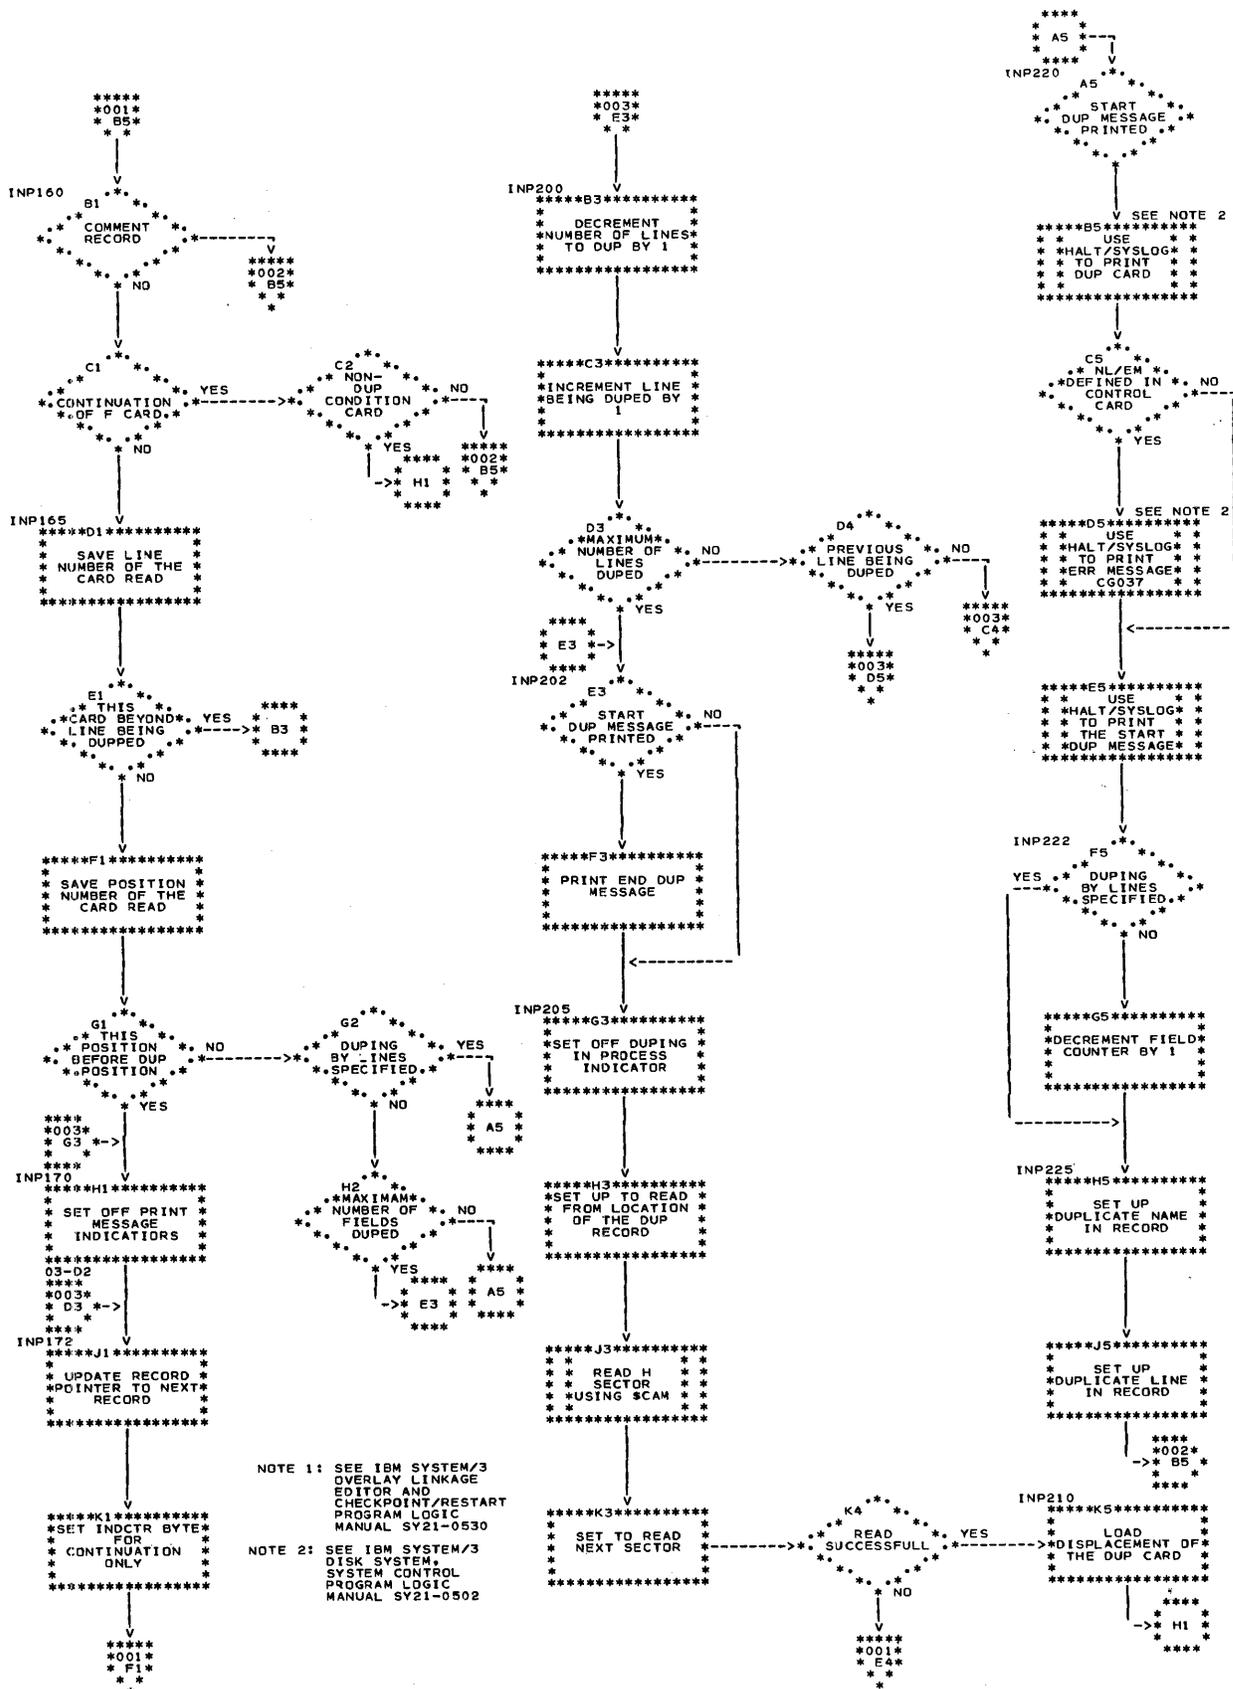 *001
B5*
INP160
B1
COMMENT
RECORD
NO
*002
B5*
C1
CONTINUATION
OF F CARD
YES
NO
C2
NON-
DUP
CONDITION
CARD
NO
YES
H1
*002*
B5*
INP165
D1
SAVE LINE
NUMBER OF THE
CARD READ
E1
THIS
CARD BEYOND
LINE BEING
DUPPED
YES
B3
NO
F1
SAVE POSITION
NUMBER OF THE
CARD READ
G1
THIS
POSITION
BEFORE DUP
POSITION
NO
YES
G2
DUPING
BY LINES
SPECIFIED
YES
NO
A5
*003*
G3
INP170
H1
SET OFF PRINT
MESSAGE
INDICATIORS
H2
MAXIMAM
NUMBER OF
FIELDS
DUPED
NO
YES
E3
A5
03-D2
*003*
D3
INP172
J1
UPDATE RECORD
POINTER TO NEXT
RECORD
K1
SET INDCTR BYTE
FOR
CONTINUATION
ONLY
*001
F1*
NOTE 1: SEE IBM SYSTEM/3
OVERLAY LINKAGE
EDITOR AND
CHECKPOINT/RESTART
PROGRAM LOGIC
MANUAL SY21-0530
NOTE 2: SEE IBM SYSTEM/3
DISK SYSTEM,
SYSTEM CONTROL
PROGRAM LOGIC
MANUAL SY21-0502
*003*
E3*
INP200
B3
DECREMENT
NUMBER OF LINES
TO DUP BY 1
C3
INCREMENT LINE
BEING DUPED BY
1
D3
MAXIMUM
NUMBER OF
LINES
DUPED
NO
YES
D4
PREVIOUS
LINE BEING
DUPED
NO
YES
*003*
C4*
*003*
D5*
E3
INP202
E3
START
DUP MESSAGE
PRINTED
NO
YES
F3
PRINT END DUP
MESSAGE
INP205
G3
SET OFF DUPING
IN PROCESS
INDICATOR
H3
SET UP TO READ
FROM LOCATION
OF THE DUP
RECORD
J3
READ H
SECTOR
USING $CAM
K3
SET TO READ
NEXT SECTOR
K4
READ
SUCCESSFULL
YES
NO
*001
E4*
A5
INP220
A5
START
DUP MESSAGE
PRINTED
SEE NOTE 2
B5
USE
HALT/SYSLOG
TO PRINT
DUP CARD
C5
NL/EM
DEFINED IN
CONTROL
CARD
NO
YES
SEE NOTE 2
D5
USE
HALT/SYSLOG
TO PRINT
ERR MESSAGE
CG037
E5
USE
HALT/SYSLOG
TO PRINT
THE START
DUP MESSAGE
INP222
F5
DUPING
BY LINES
SPECIFIED
YES
NO
G5
DECREMENT FIELD
COUNTER BY 1
INP225
H5
SET UP
DUPLICATE NAME
IN RECORD
J5
SET UP
DUPLICATE LINE
IN RECORD
*002
B5
INP210
K5
LOAD
DISPLACEMENT OF
THE DUP CARD
H1